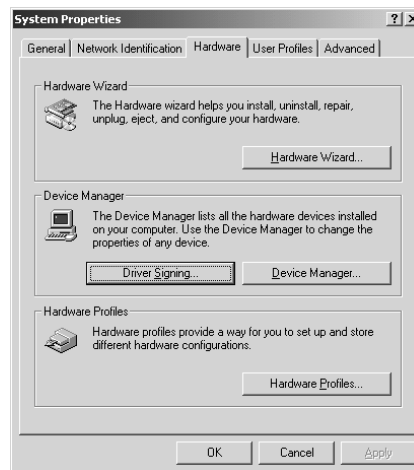 System Properties
General Network Identification Hardware User Profiles Advanced
Hardware Wizard
The Hardware wizard helps you install, uninstall, repair,
unplug, eject, and configure your hardware.
Hardware Wizard...
Device Manager
The Device Manager lists all the hardware devices installed
on your computer. Use the Device Manager to change the
properties of any device.
Driver Signing... Device Manager...
Hardware Profiles
Hardware profiles provide a way for you to set up and store
different hardware configurations.
Hardware Profiles...
OK Cancel Apply